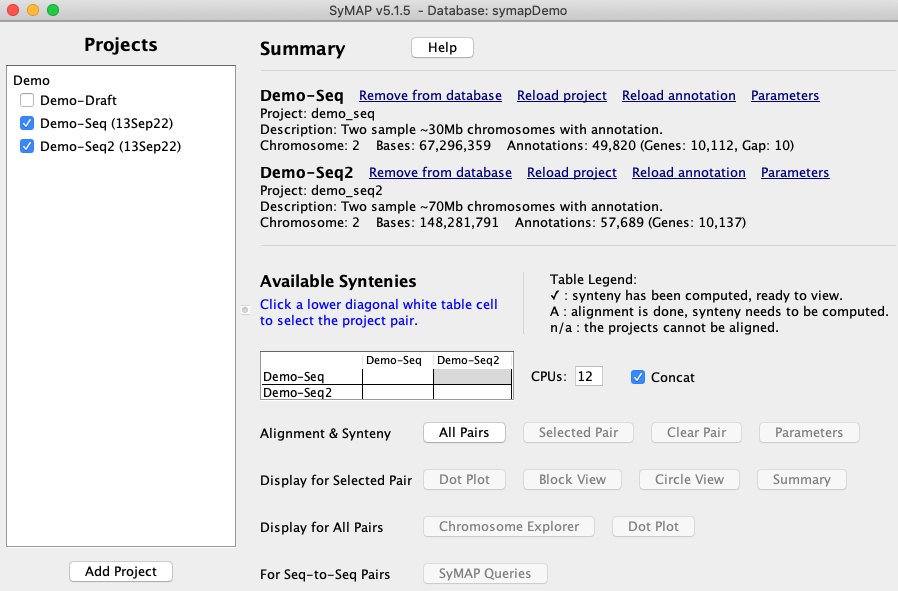 SyMAP v5.1.5 - Database: symapDemo
Projects
Demo
Demo-Draft
Demo-Seq (13Sep22)
Demo-Seq2 (13Sep22)
Add Project
Summary Help
Demo-Seq Remove from database Reload project Reload annotation Parameters
Project: demo_seq
Description: Two sample ~30Mb chromosomes with annotation.
Chromosome: 2 Bases: 67,296,359 Annotations: 49,820 (Genes: 10,112, Gap: 10)
Demo-Seq2 Remove from database Reload project Reload annotation Parameters
Project: demo_seq2
Description: Two sample ~70Mb chromosomes with annotation.
Chromosome: 2 Bases: 148,281,791 Annotations: 57,689 (Genes: 10,137)
Available Syntenies
Click a lower diagonal white table cell
to select the project pair.
Table Legend:
✓ : synteny has been computed, ready to view.
A : alignment is done, synteny needs to be computed.
n/a : the projects cannot be aligned.
Demo-Seq Demo-Seq2
Demo-Seq
Demo-Seq2
CPUs: 12 Concat
Alignment & Synteny All Pairs Selected Pair Clear Pair Parameters
Display for Selected Pair Dot Plot Block View Circle View Summary
Display for All Pairs Chromosome Explorer Dot Plot
For Seq-to-Seq Pairs SyMAP Queries